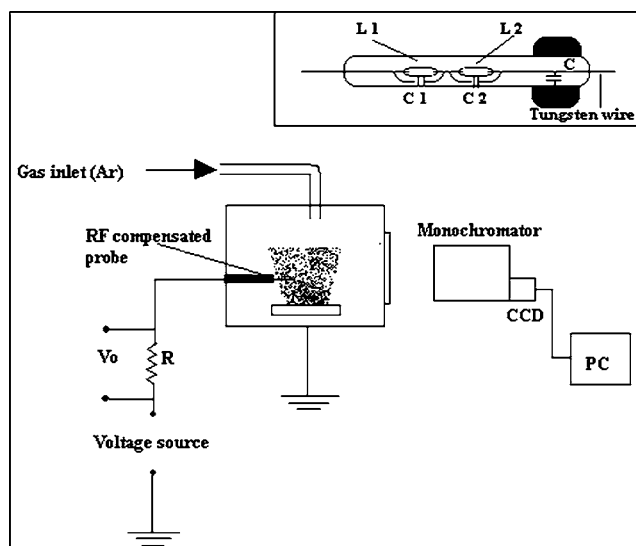 L 1
L 2
C
C 1
C 2
Tungsten wire
Gas inlet (Ar)
RF compensated
probe
Monochromator
CCD
Vo
R
PC
Voltage source